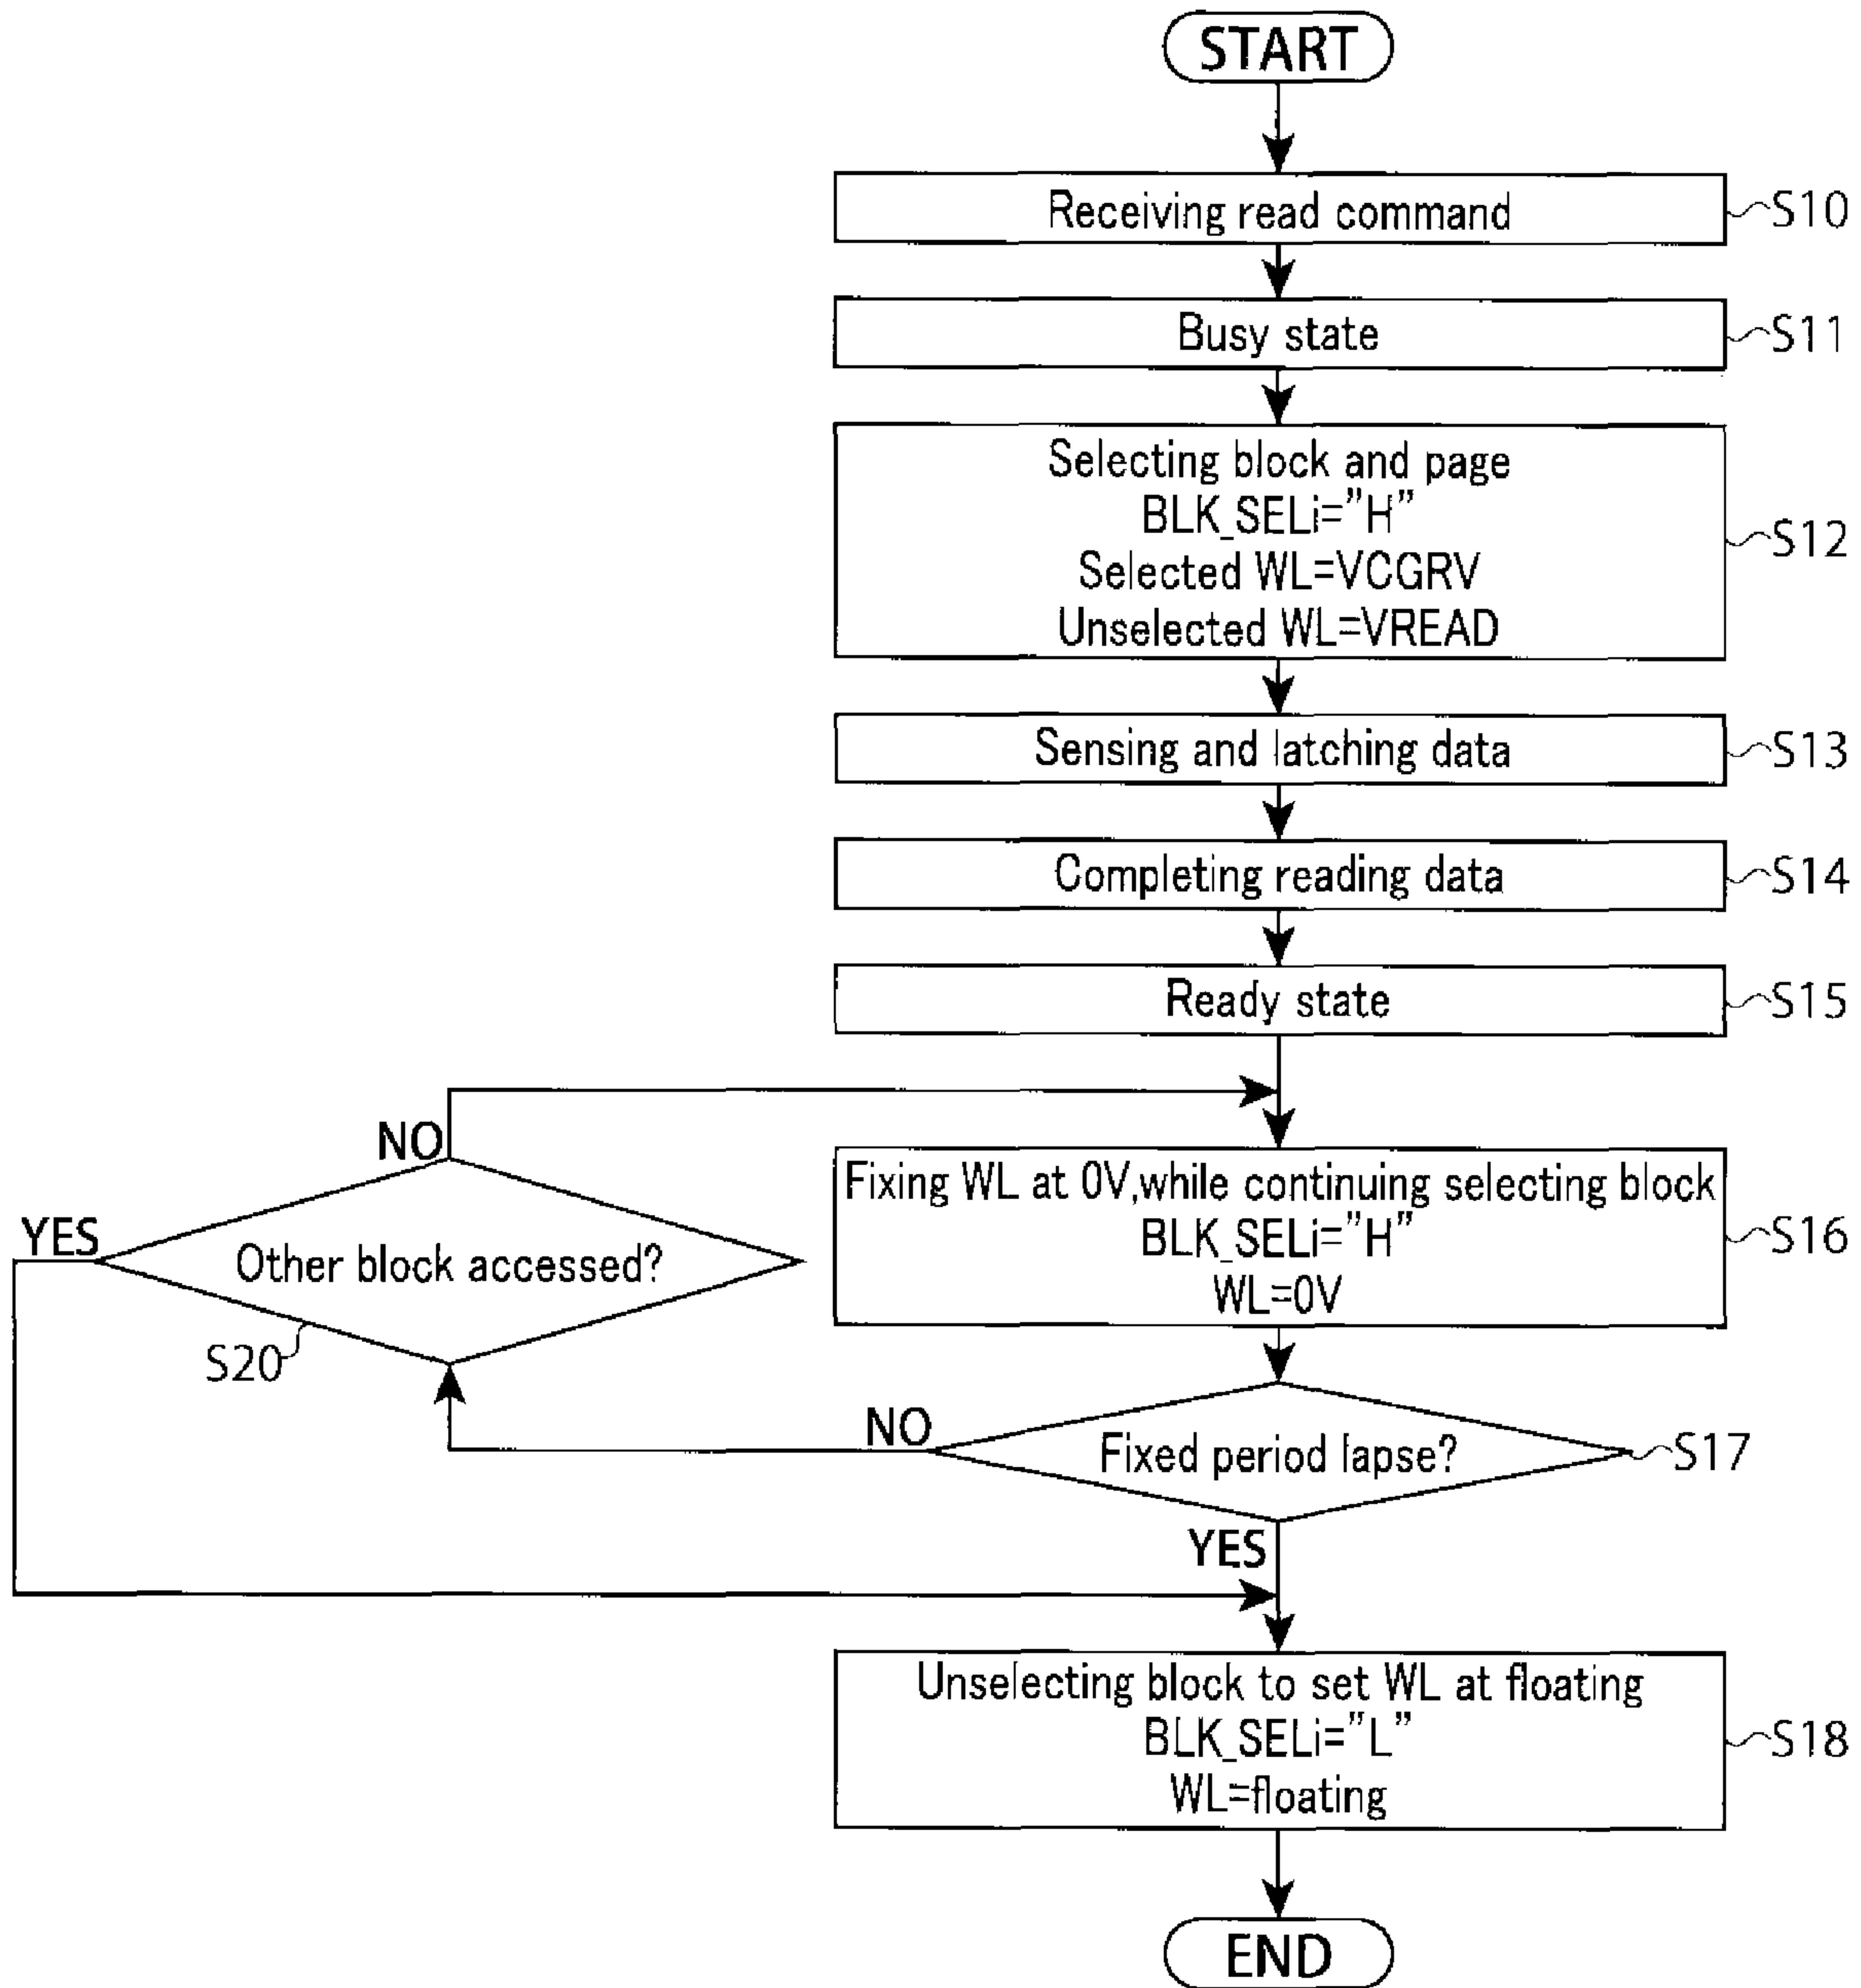 START
Receiving read command
S10
Busy state
S11
Selecting block and page
BLK_SELi="H"
Selected WL=VCGRV
Unselected WL=VREAD
S12
Sensing and latching data
S13
Completing reading data
S14
Ready state
S15
NO
YES
Other block accessed?
S20
Fixing WL at 0V,while continuing selecting block
BLK_SELi="H"
WL=0V
S16
NO
Fixed period lapse?
S17
YES
Unselecting block to set WL at floating
BLK_SELi="L"
WL=floating
S18
END